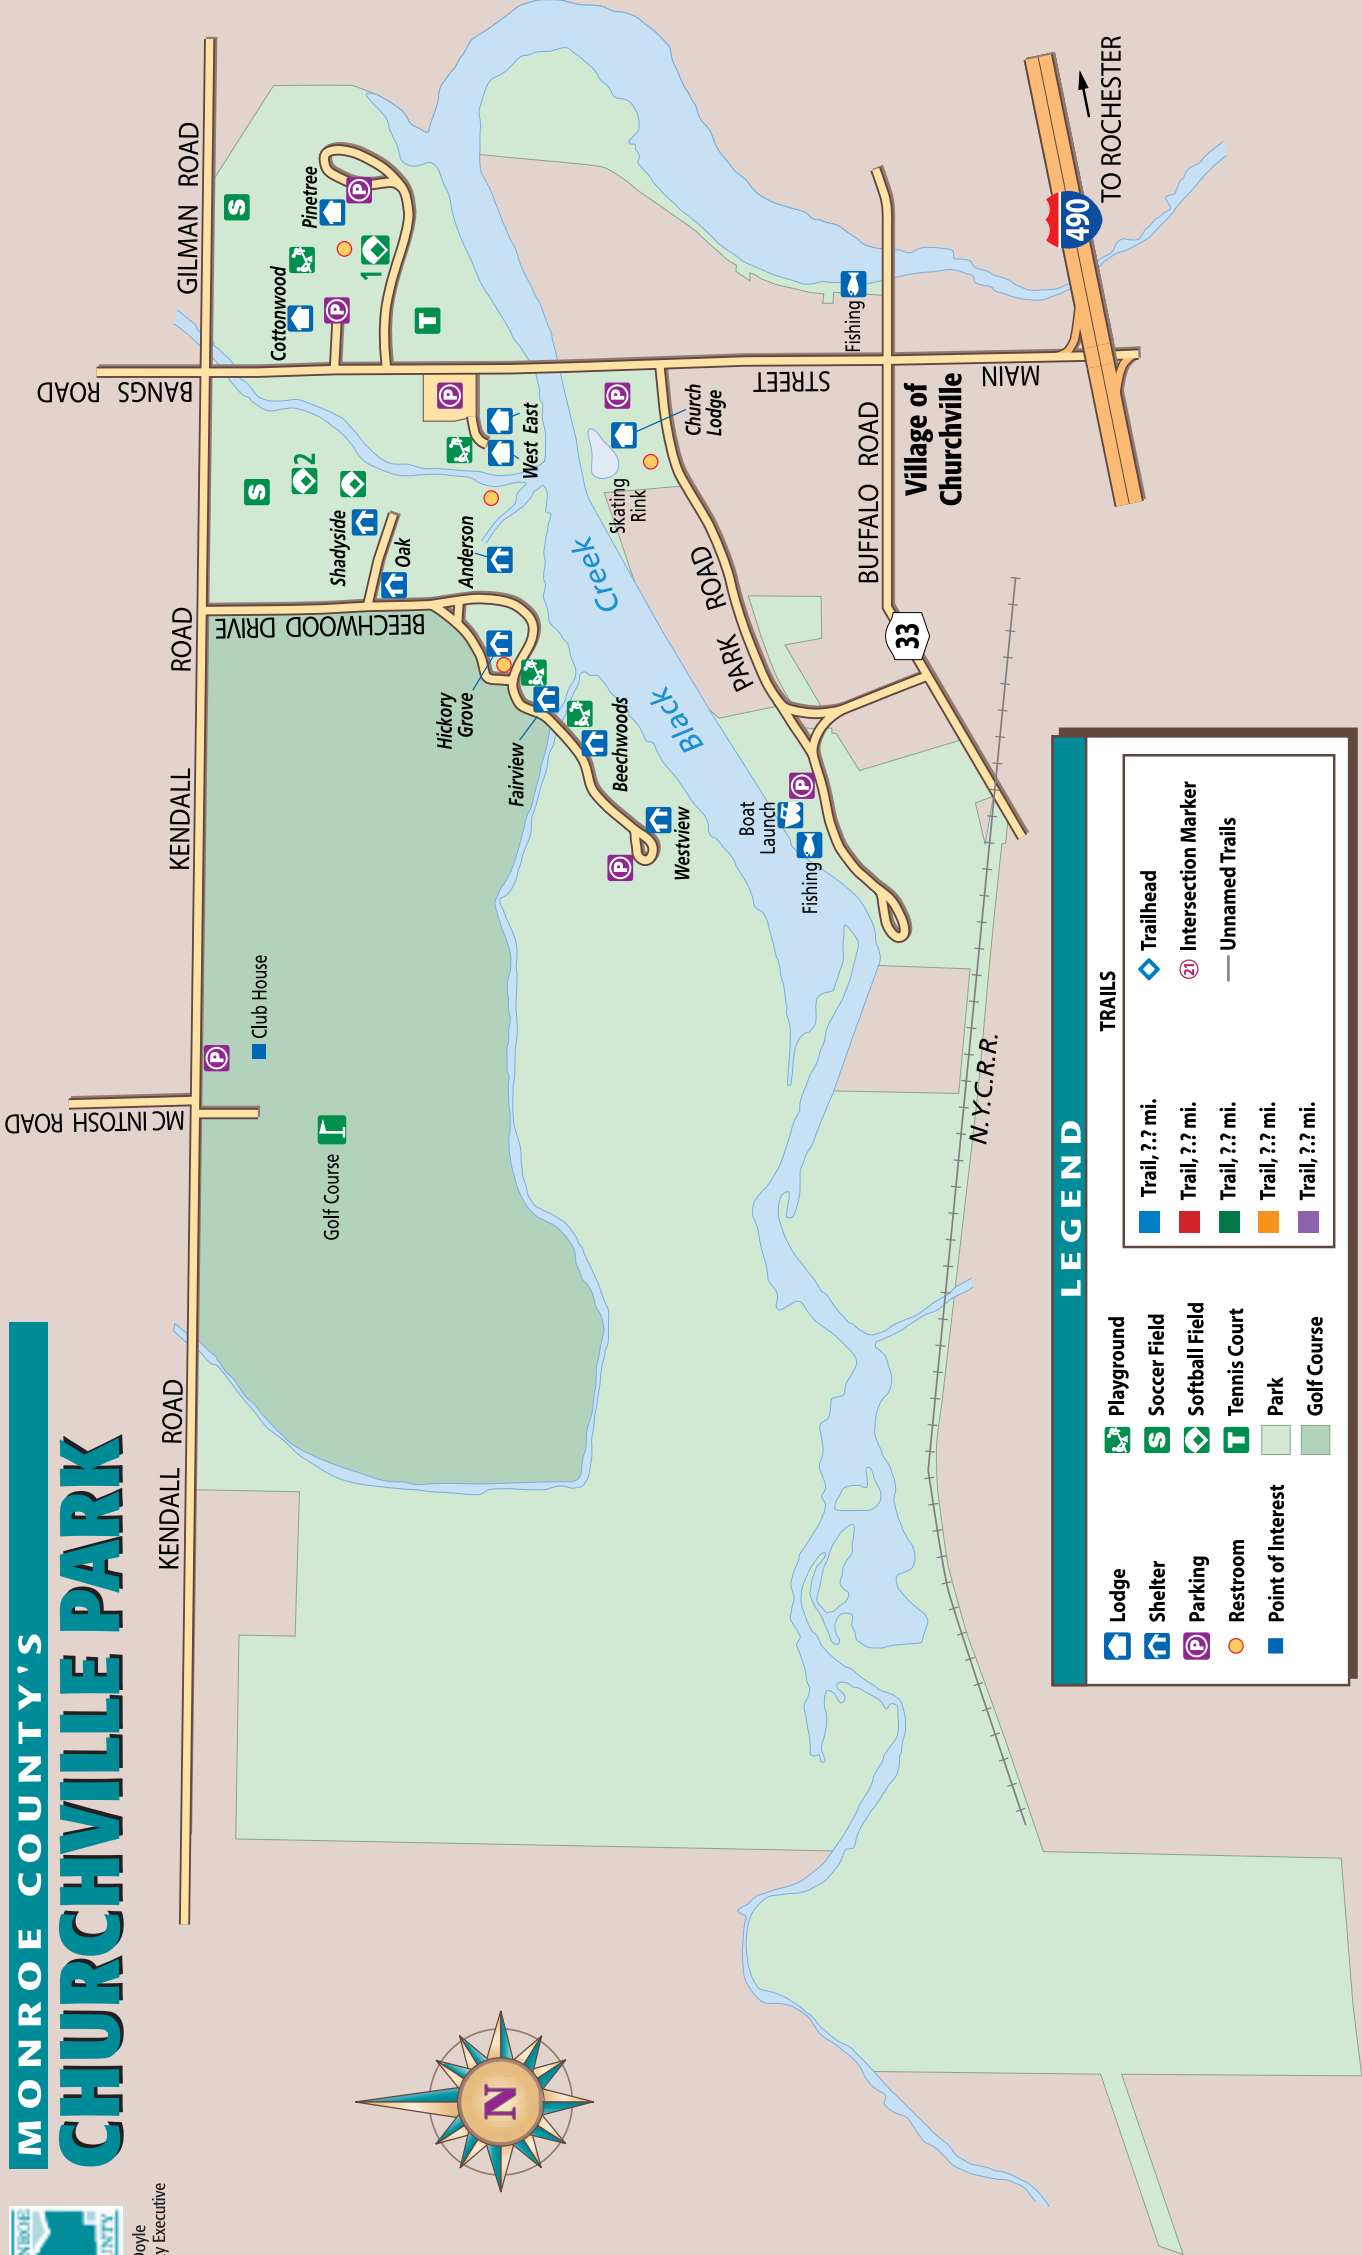 MONROE COUNTY'S
CHURCHVILLE PARK
INTY
y Executive
KENDALL ROAD
MCINTOSH ROAD
KENDALL ROAD
GILMAN ROAD
BANGS ROAD
BEECHWOOD DRIVE
Golf Course
Club House
P
S
2
Shadyside
Oak
Anderson
Hickory
Grove
Fairview
Beechwoods
Westview
P
S
Cottonwood
Pinetree
P
P
1
T
P
West East
P
Church
Lodge
Skating
Rink
Black Creek
PARK ROAD
Boat
Launch
P
Fishing
Fishing
MAIN STREET
BUFFALO ROAD
33
Village of
Churchville
490
TO ROCHESTER
N.Y.C.R.R.
N
LEGEND
Lodge
Shelter
P Parking
Restroom
Point of Interest
Playground
S Soccer Field
Softball Field
T Tennis Court
Park
Golf Course
TRAILS
Trail, ?.? mi.
Trail, ?.? mi.
Trail, ?.? mi.
Trail, ?.? mi.
Trail, ?.? mi.
Trailhead
21 Intersection Marker
Unnamed Trails